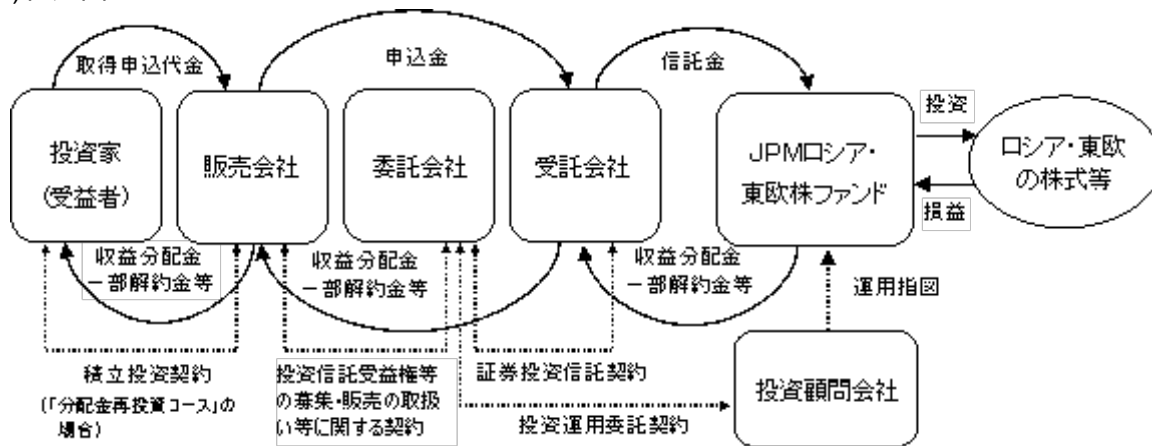 取得申込代金
申込金
信託金
投資家
(受益者)
販売会社
委託会社
受託会社
JPMロシア・
東欧株ファンド
投資
損益
ロシア・東欧
の株式等
収益分配金
一部解約金等
収益分配金
一部解約金等
収益分配金
一部解約金等
運用指図
積立投資契約
(「分配金再投資コース」の
場合)
投資信託受益権等
の募集・販売の取扱
い等に関する契約
証券投資信託契約
投資運用委託契約
投資顧問会社